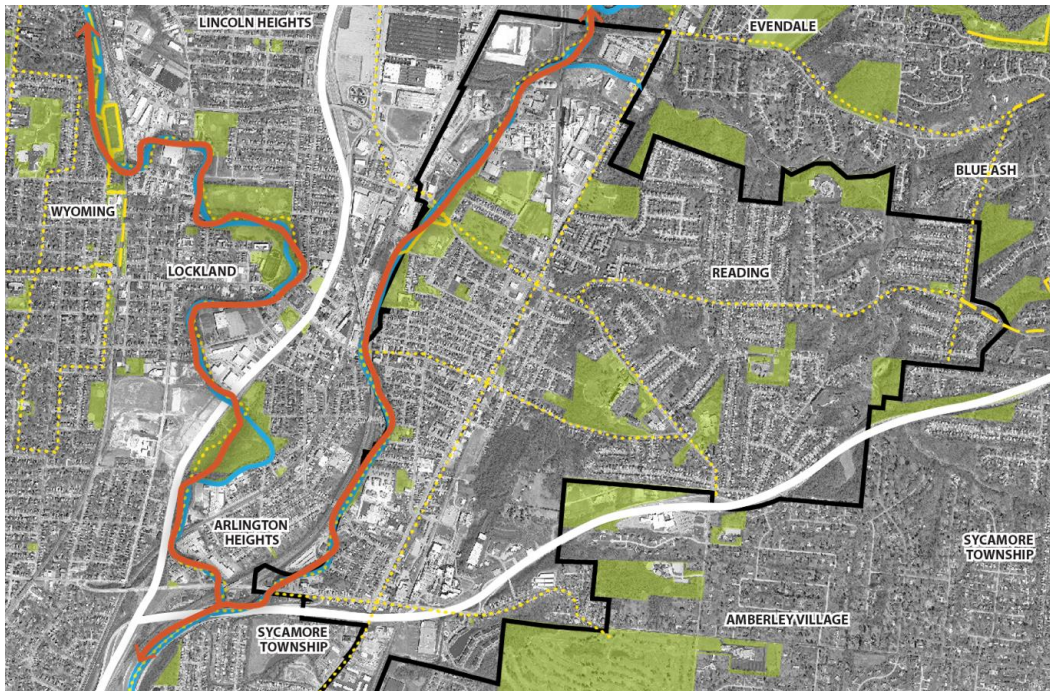 LINCOLN HEIGHTS
EVENDALE
BLUE ASH
WYOMING
LOCKLAND
READING
ARLINGTON
HEIGHTS
SYCAMORE
TOWNSHIP
AMBERLEY VILLAGE
SYCAMORE
TOWNSHIP